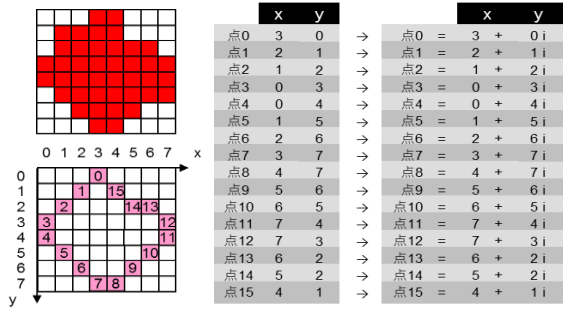 x y
点0 3 0 → 点0 = 3 + 0 i
点1 2 1 → 点1 = 2 + 1 i
点2 1 2 → 点2 = 1 + 2 i
点3 0 3 → 点3 = 0 + 3 i
点4 0 4 → 点4 = 0 + 4 i
点5 1 5 → 点5 = 1 + 5 i
点6 2 6 → 点6 = 2 + 6 i
点7 3 7 → 点7 = 3 + 7 i
点8 4 7 → 点8 = 4 + 7 i
点9 5 6 → 点9 = 5 + 6 i
点10 6 5 → 点10 = 6 + 5 i
点11 7 4 → 点11 = 7 + 4 i
点12 7 3 → 点12 = 7 + 3 i
点13 6 2 → 点13 = 6 + 2 i
点14 5 2 → 点14 = 5 + 2 i
点15 4 1 → 点15 = 4 + 1 i
x y
0 1 2 3 4 5 6 7 x
0 0
1 1 15
2 2 14 13
3 3 12
4 4 11
5 5 10
6 6 9
7 7 8
y